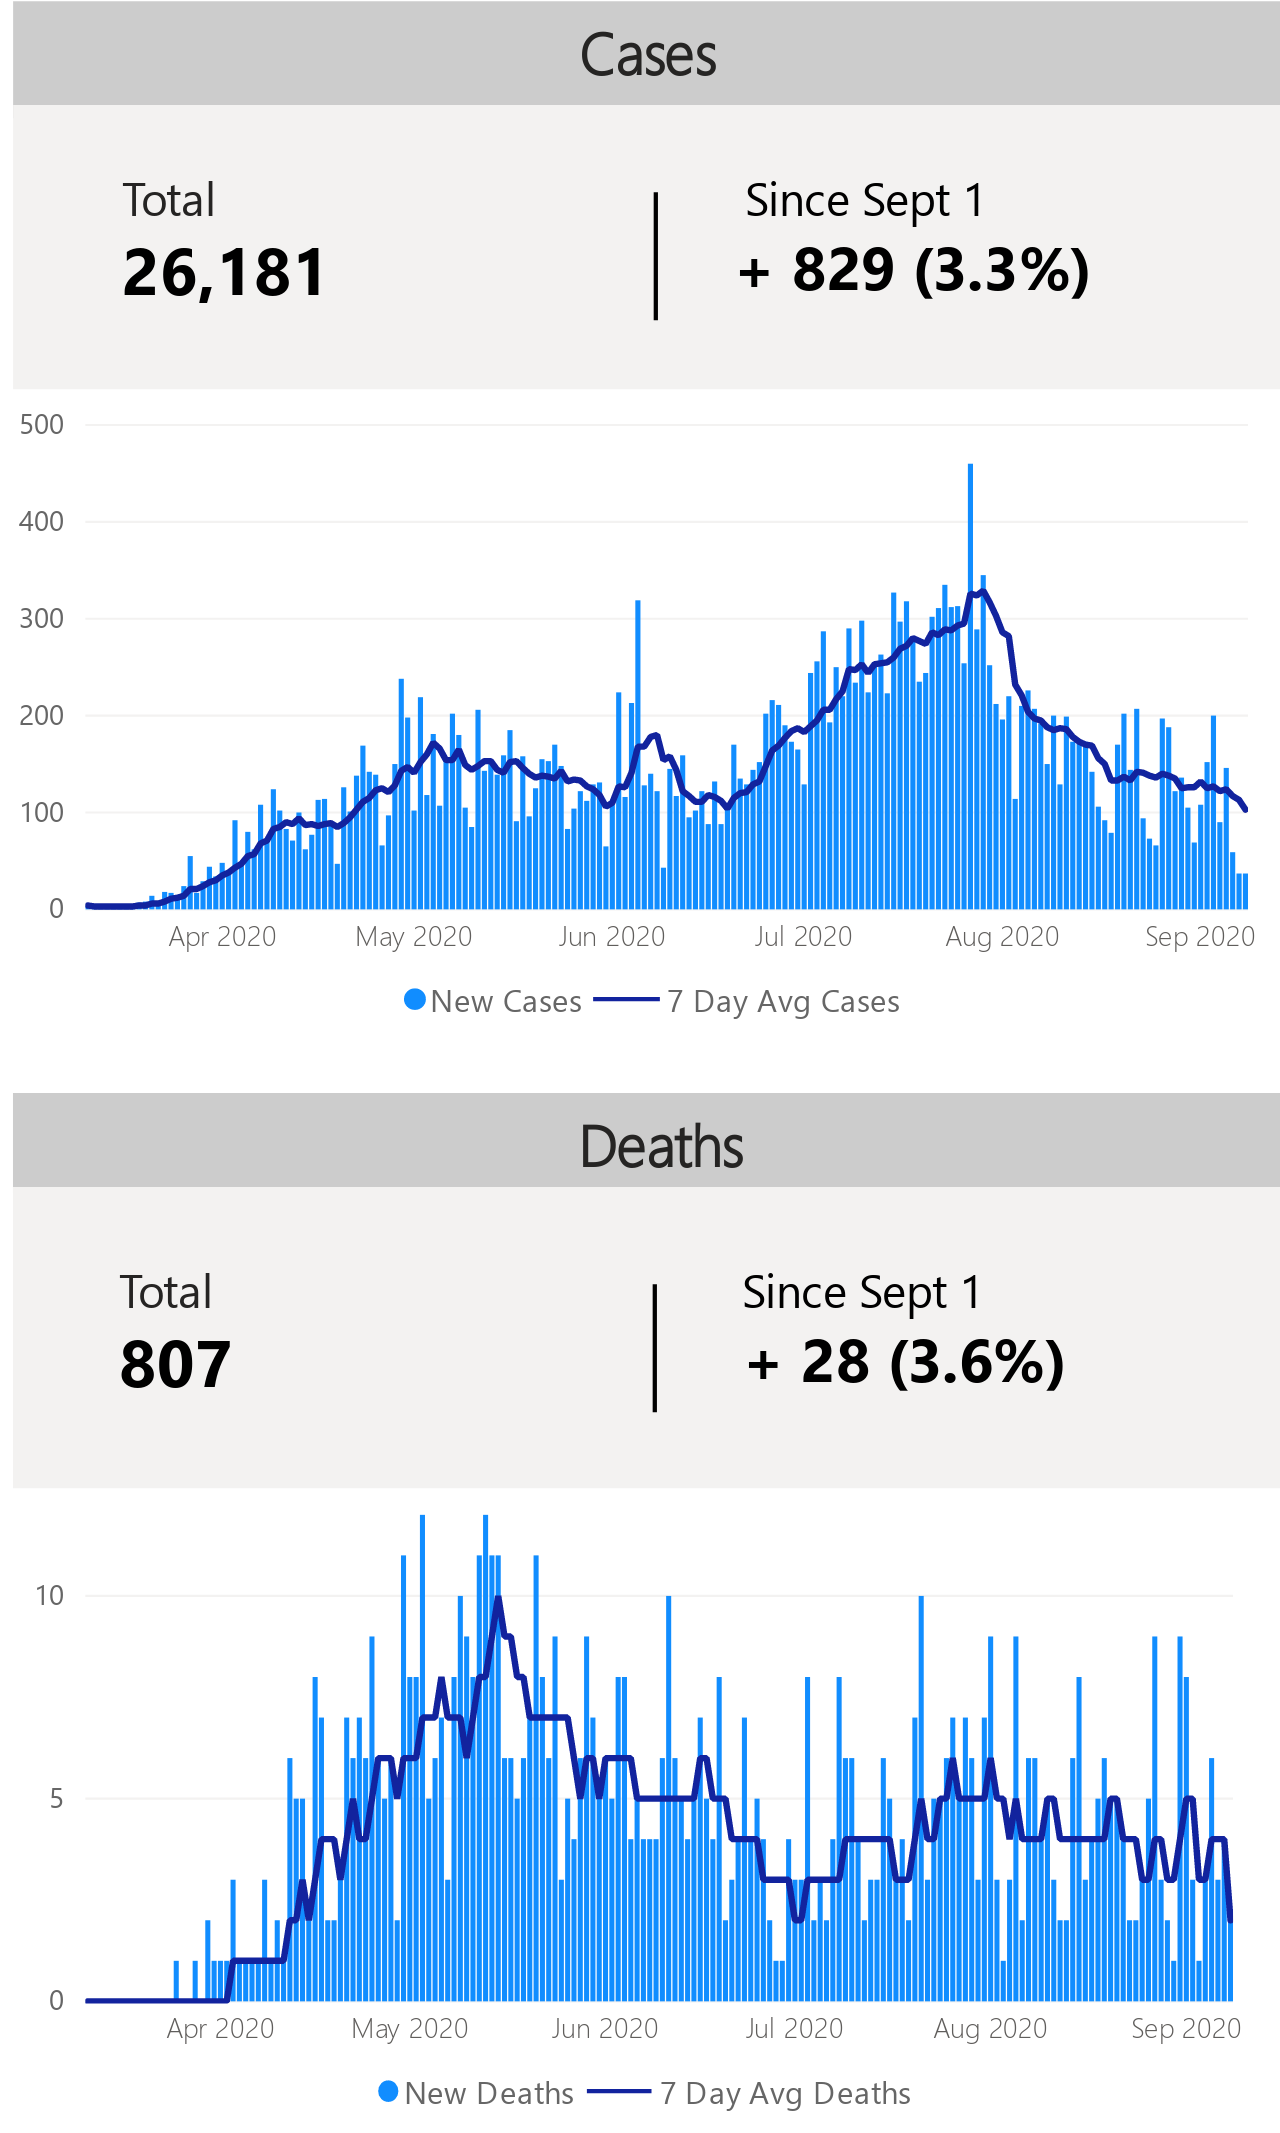 Cases
Total
Since Sept 1
26,181
+ 829 (3.3%)
500
400
300
200
100
0
Apr 2020 May 2020 Jun 2020 Jul 2020 Aug 2020 Sep 2020
New Cases 7 Day Avg Cases
Deaths
Total
Since Sept 1
807
+ 28 (3.6%)
10
5
0
Apr 2020 May 2020 Jun 2020 Jul 2020 Aug 2020 Sep 2020
New Deaths 7 Day Avg Deaths